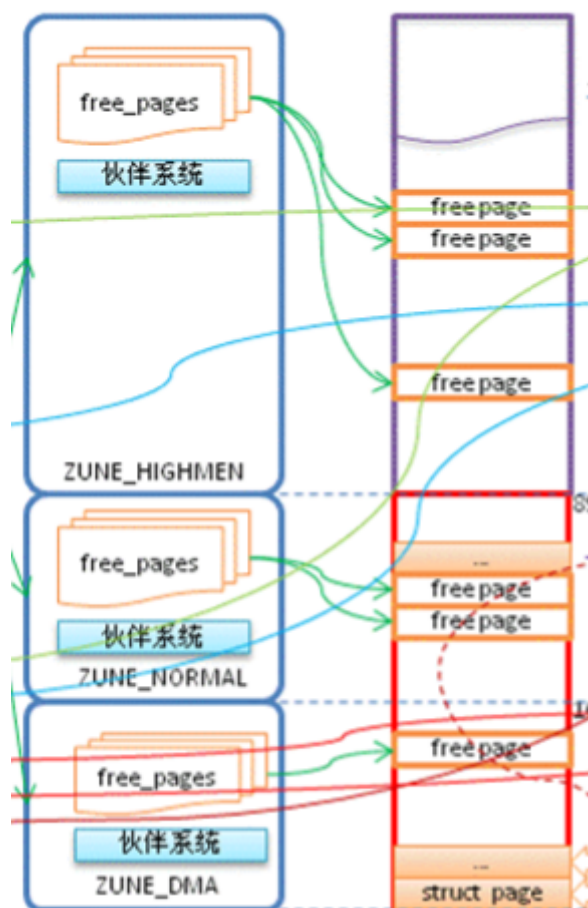 free_pages
伙伴系统
free page
free page
free page
ZUNE_HIGHMEN
free_pages
...
free page
free page
伙伴系统
ZUNE_NORMAL
free_pages
free page
伙伴系统
...
ZUNE_DMA
struct page